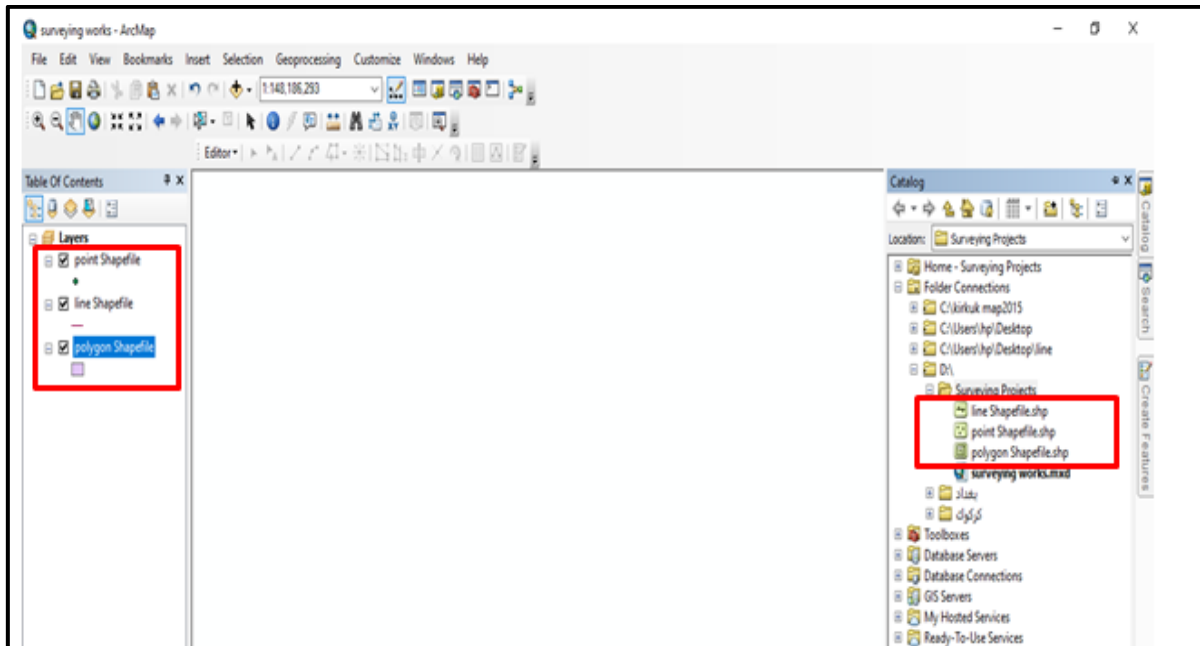 surveying works - ArcMap
File Edit View Bookmarks Insert Selection Geoprocessing Customize Windows Help
1:148,186,293
Editor
Table Of Contents
Layers
point Shapefile
line Shapefile
polygon Shapefile
Catalog
Location: Surveying Projects
Home - Surveying Projects
Folder Connections
C:\kirkuk map2015
C:\Users\hp\Desktop
C:\Users\hp\Desktop\line
D:\
Surveying Projects
line Shapefile.shp
point Shapefile.shp
polygon Shapefile.shp
surveying works.mxd
بغداد
كركوك
Toolboxes
Database Servers
Database Connections
GIS Servers
My Hosted Services
Ready-To-Use Services
Catalog
Search
Create Features